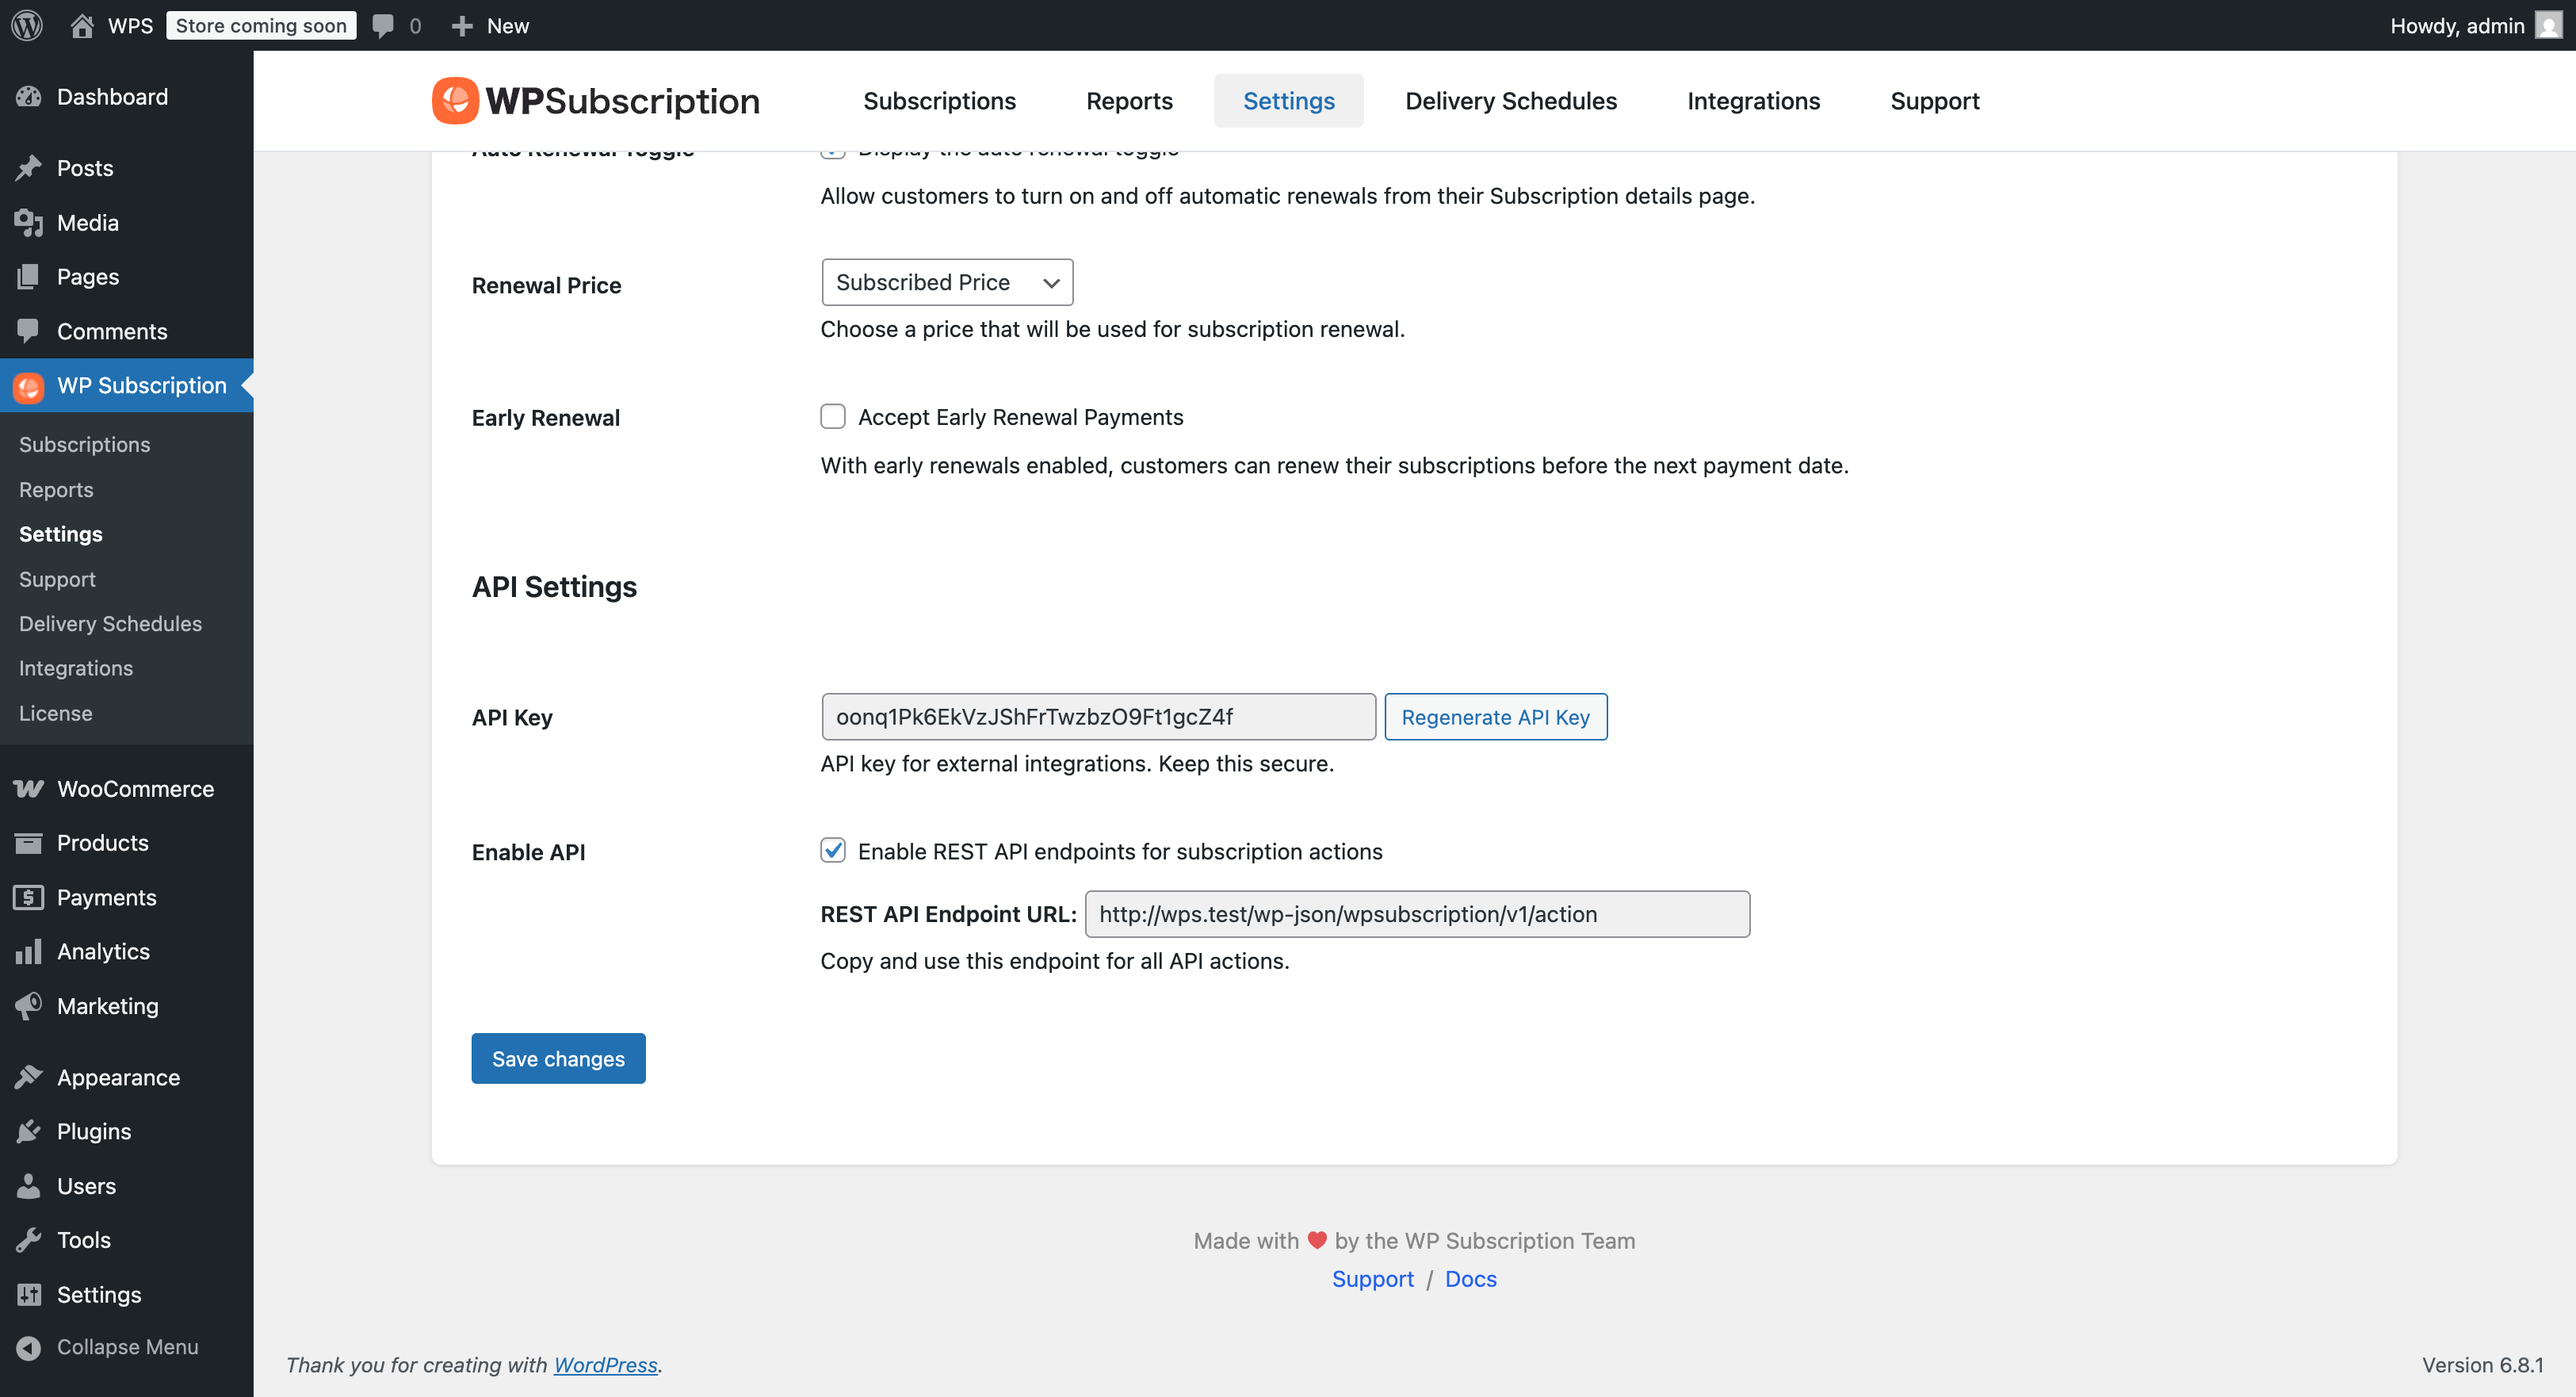 WPS
Store coming soon
0
New
Howdy, admin
Dashboard
Posts
Media
Pages
Comments
WP Subscription
Subscriptions
Reports
Settings
Support
Delivery Schedules
Integrations
License
WooCommerce
Products
Payments
Analytics
Marketing
Appearance
Plugins
Users
Tools
Settings
Collapse Menu
WPSubscription
Subscriptions
Reports
Settings
Delivery Schedules
Integrations
Support
Auto Renewal Toggle
Display the auto renewal toggle
Allow customers to turn on and off automatic renewals from their Subscription details page.
Renewal Price
Subscribed Price
Choose a price that will be used for subscription renewal.
Early Renewal
Accept Early Renewal Payments
With early renewals enabled, customers can renew their subscriptions before the next payment date.
API Settings
API Key
oonq1Pk6EkVzJShFrTwzbzO9Ft1gcZ4f
Regenerate API Key
API key for external integrations. Keep this secure.
Enable API
Enable REST API endpoints for subscription actions
REST API Endpoint URL:
http://wps.test/wp-json/wpsubscription/v1/action
Copy and use this endpoint for all API actions.
Save changes
Made with ❤ by the WP Subscription Team
Support / Docs
Thank you for creating with WordPress.
Version 6.8.1